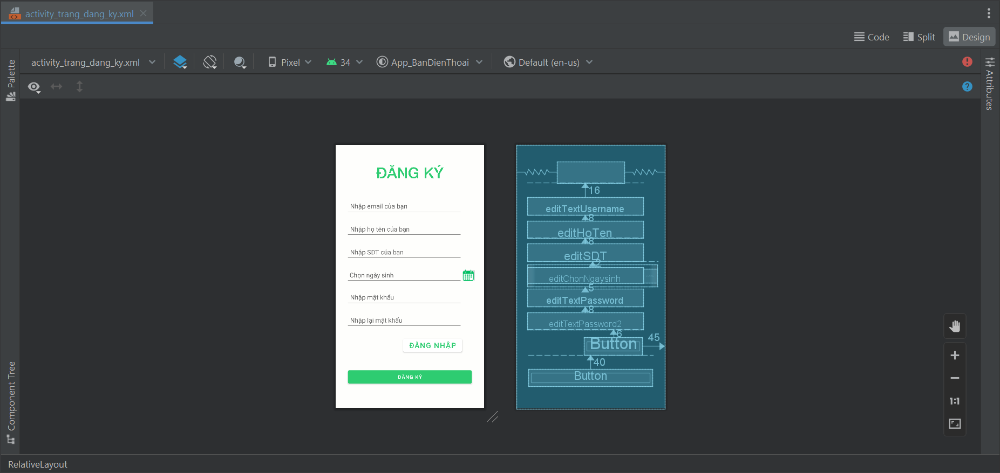 activity_trang_dang_ky.xml
Code
Split
Design
Palette
activity_trang_dang_ky.xml
Pixel
34
App_BanDienThoai
Default (en-us)
Attributes
ĐĂNG KÝ
Nhập email của bạn
Nhập họ tên của bạn
Nhập SDT của bạn
Chọn ngày sinh
Nhập mật khẩu
Nhập lại mật khẩu
ĐĂNG NHẬP
ĐĂNG KÝ
16
editTextUsername
8
editHoTen
8
editSDT
2
editChonNgaysinh
5
editTextPassword
8
editTextPassword2
6
45
Button
40
Button
1:1
Component Tree
RelativeLayout